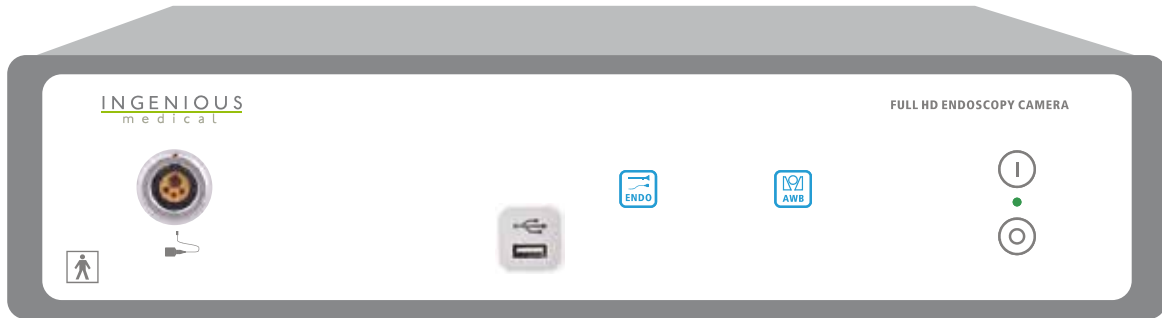 INGENIOUS
medical
FULL HD ENDOSCOPY CAMERA
ENDO
AWB